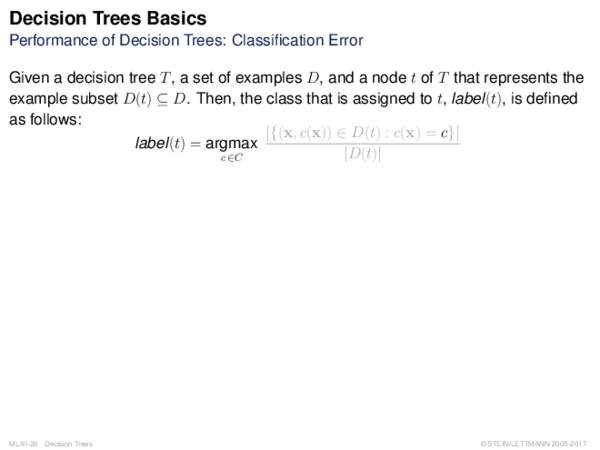 Decision Trees Basics
Performance of Decision Trees: Classification Error
Given a decision tree T, a set of examples D, and a node t of T that represents the
example subset D(t) ⊆ D. Then, the class that is assigned to t, label(t), is defined
as follows:
label(t) = argmax_{c∈C} |{(x, c(x)) ∈ D(t) : c(x) = c}| / |D(t)|
ML:III-26 Decision Trees ©STEIN/LETTMANN 2005-2017